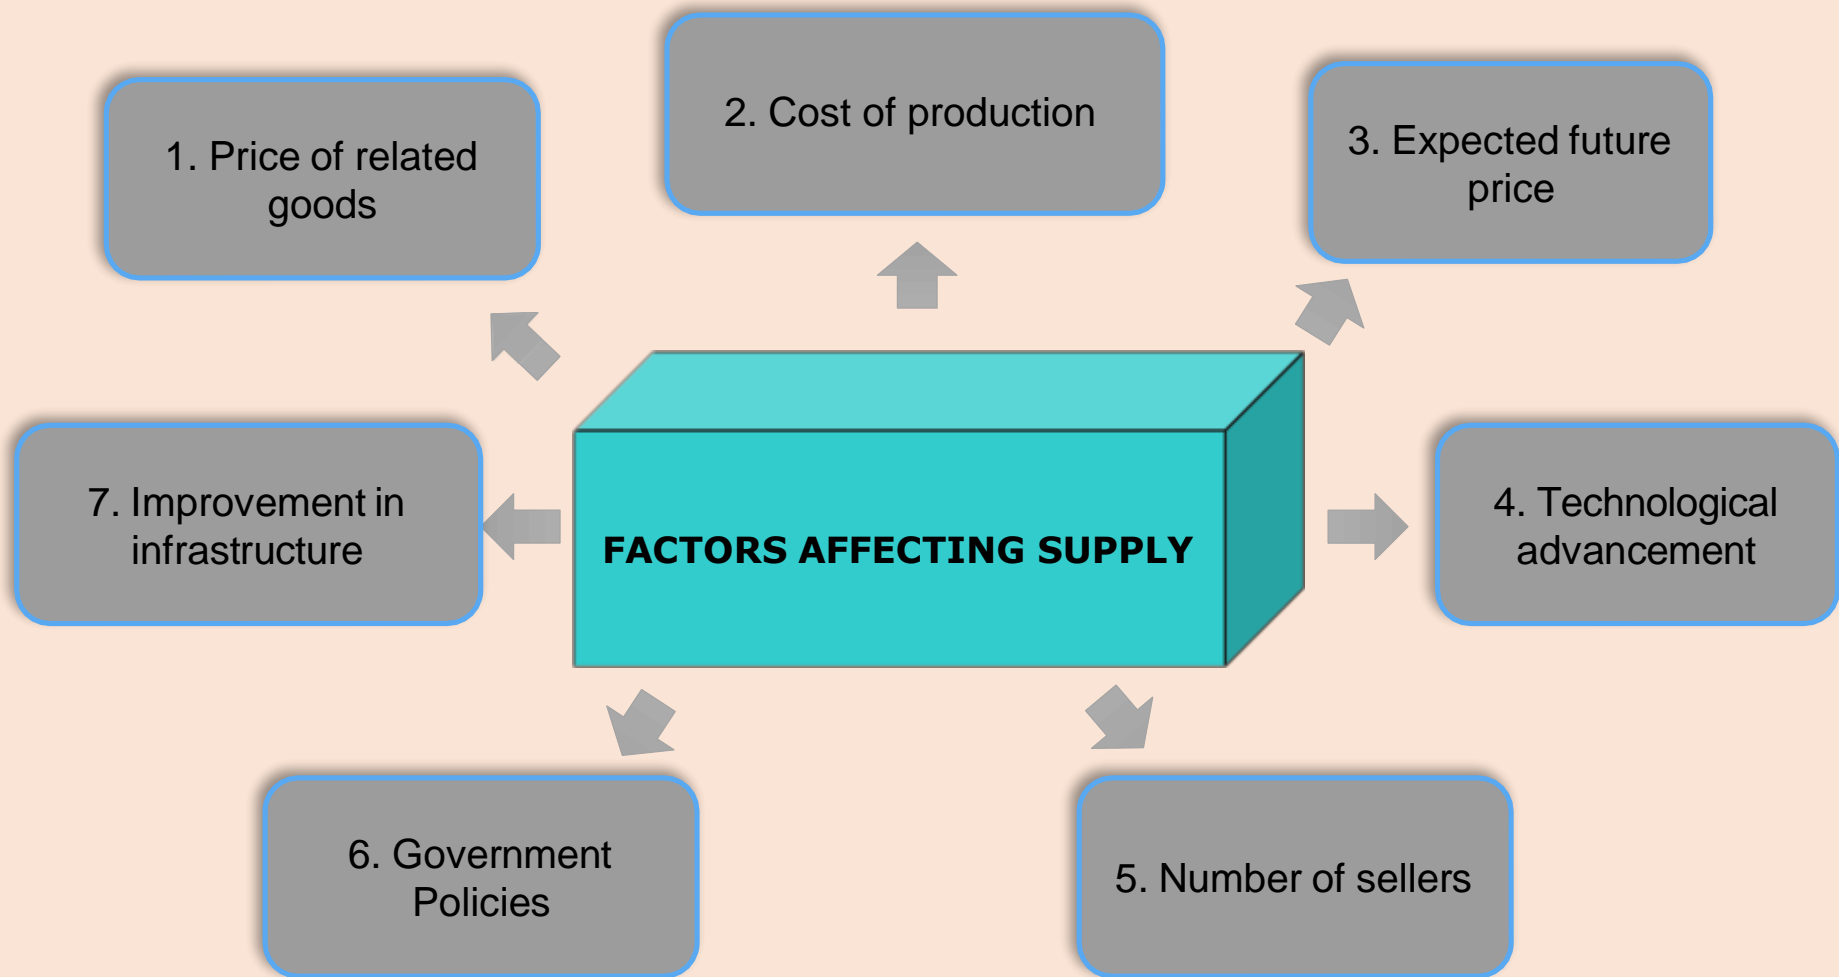 1. Price of related
goods
2. Cost of production
3. Expected future
price
7. Improvement in
infrastructure
FACTORS AFFECTING SUPPLY
4. Technological
advancement
6. Government
Policies
5. Number of sellers